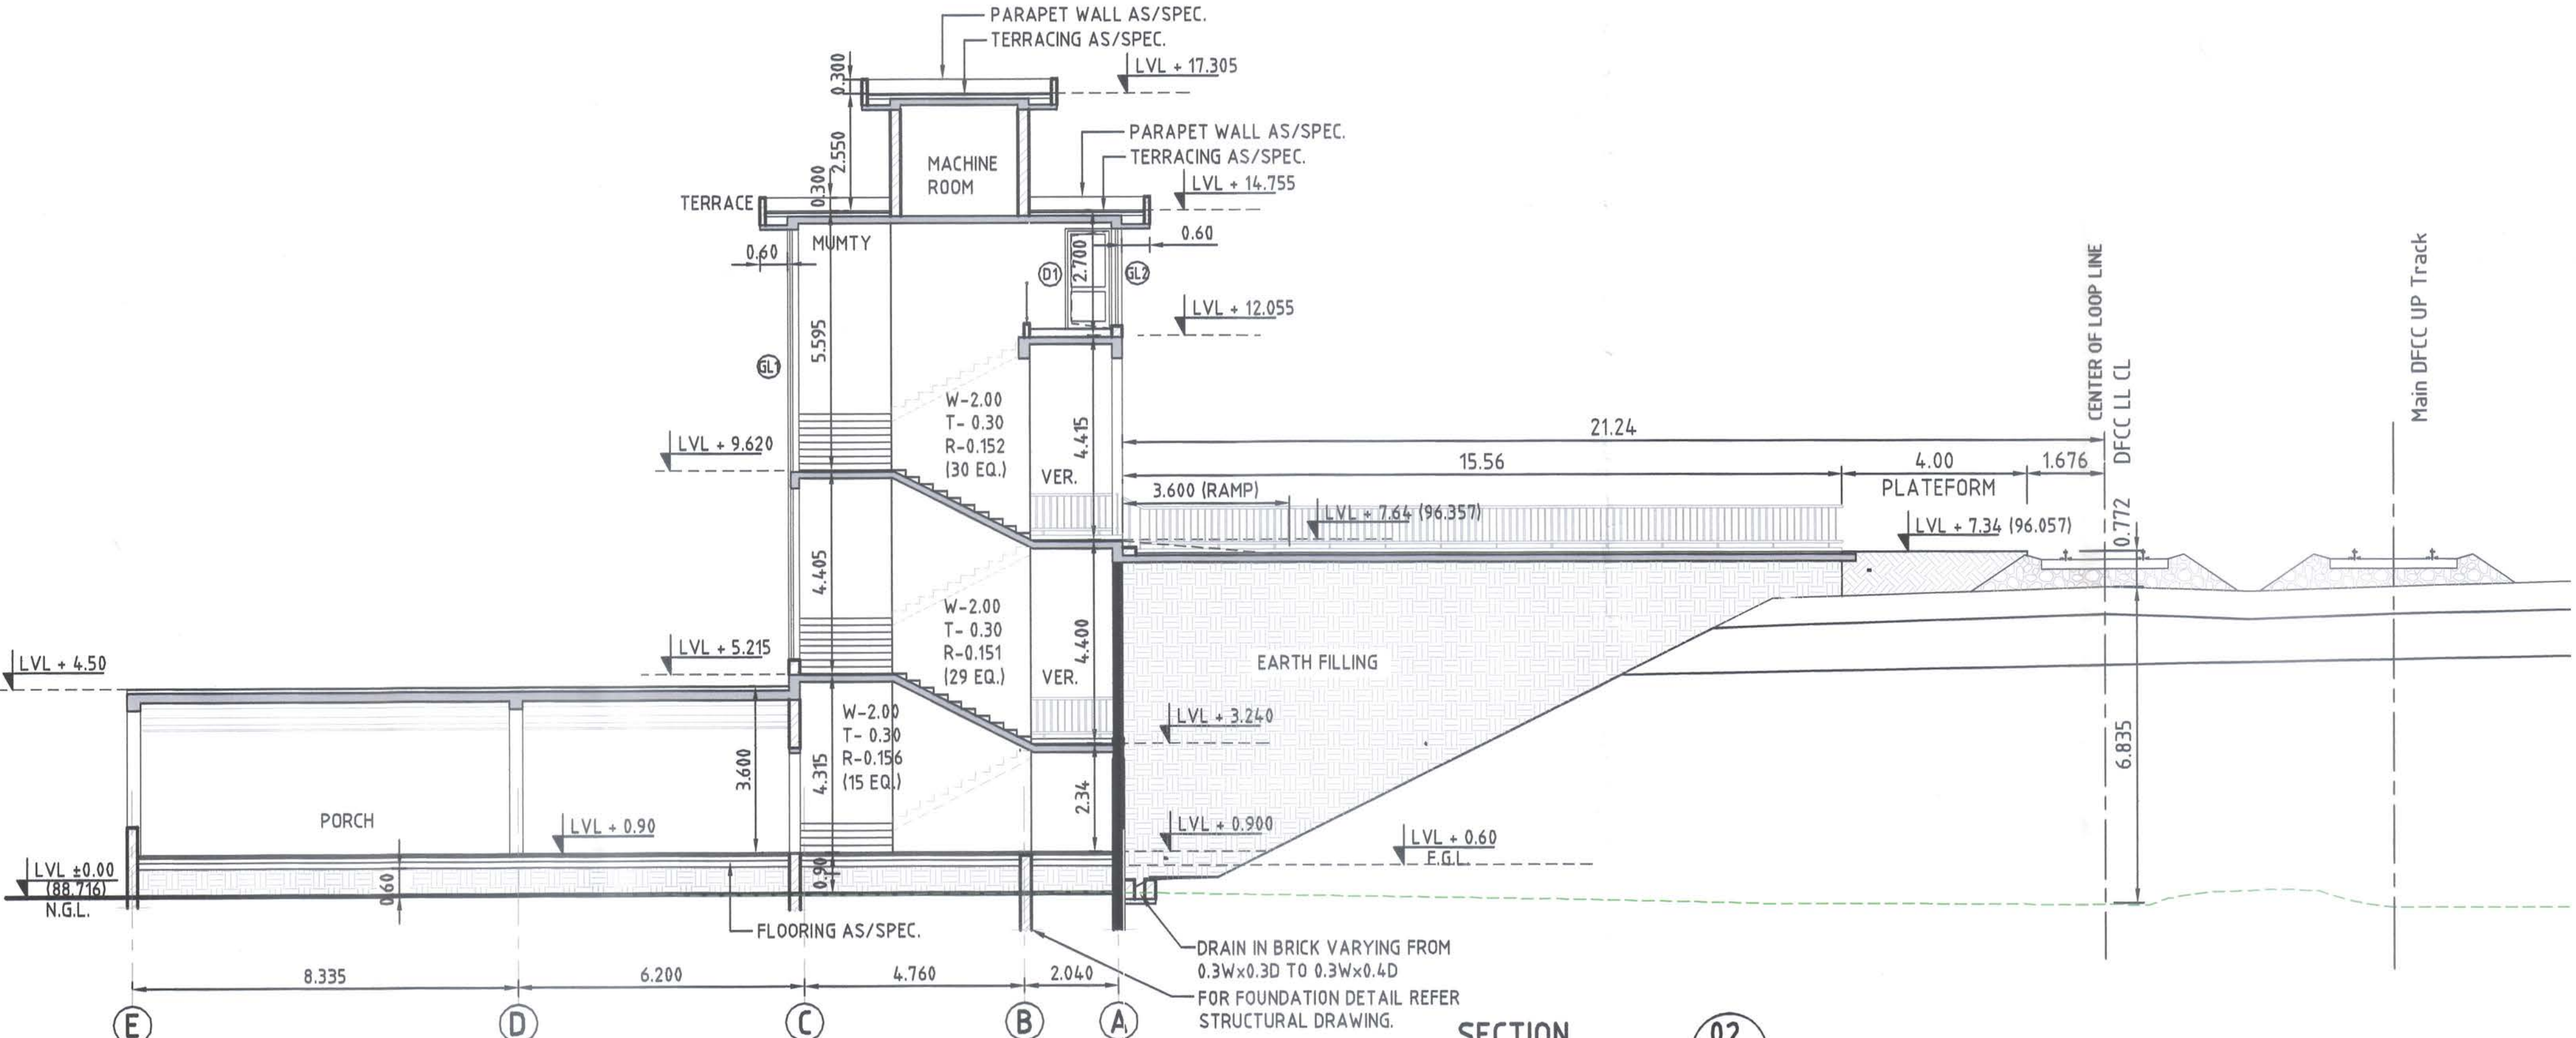 PARAPET WALL AS/SPEC.
TERRACING AS/SPEC.
LVL + 17.305
0.300
2.550
MACHINE
ROOM
PARAPET WALL AS/SPEC.
TERRACING AS/SPEC.
LVL + 14.755
0.300
TERRACE
MUMTY
0.60
0.60
D1
2.700
GL2
LVL + 12.055
5.595
GL1
CENTER OF LOOP LINE
DFCC LL CL
Main DFCC UP Track
W-2.00
T- 0.30
R-0.152
(30 EQ.)
4.415
VER.
LVL + 9.620
21.24
15.56
4.00
1.676
PLATEFORM
3.600 (RAMP)
LVL + 7.64 (96.357)
LVL + 7.34 (96.057)
0.772
4.405
W-2.00
T- 0.30
R-0.151
(29 EQ.)
4.400
VER.
EARTH FILLING
LVL + 5.215
LVL + 4.50
W-2.00
T- 0.30
R-0.156
(15 EQ.)
LVL + 3.240
6.835
3.600
4.315
2.34
PORCH
LVL + 0.90
LVL + 0.900
LVL + 0.60
F.G.L.
LVL ±0.00
(88.716)
N.G.L.
0.60
0.90
FLOORING AS/SPEC.
DRAIN IN BRICK VARYING FROM
0.3Wx0.3D TO 0.3Wx0.4D
FOR FOUNDATION DETAIL REFER
STRUCTURAL DRAWING.
8.335
6.200
4.760
2.040
E
D
C
B
A
SECTION
02